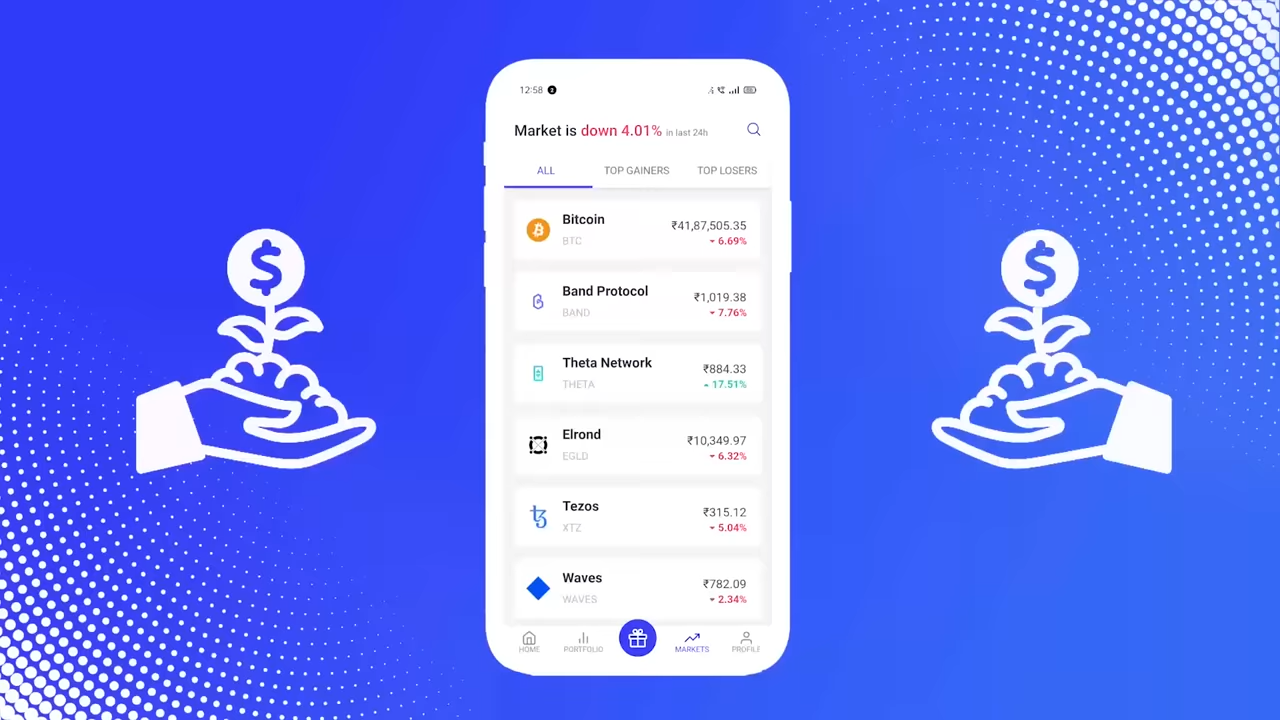 12:58 2
Market is down 4.01% in last 24h
ALL TOP GAINERS TOP LOSERS
Bitcoin ₹41,87,505.35
BTC 6.69%
Band Protocol ₹1,019.38
BAND 7.76%
Theta Network ₹884.33
THETA 17.51%
Elrond ₹10,349.97
EGLD 6.32%
Tezos ₹315.12
XTZ 5.04%
Waves ₹782.09
WAVES 2.34%
HOME PORTFOLIO MARKETS PROFILE
$ $